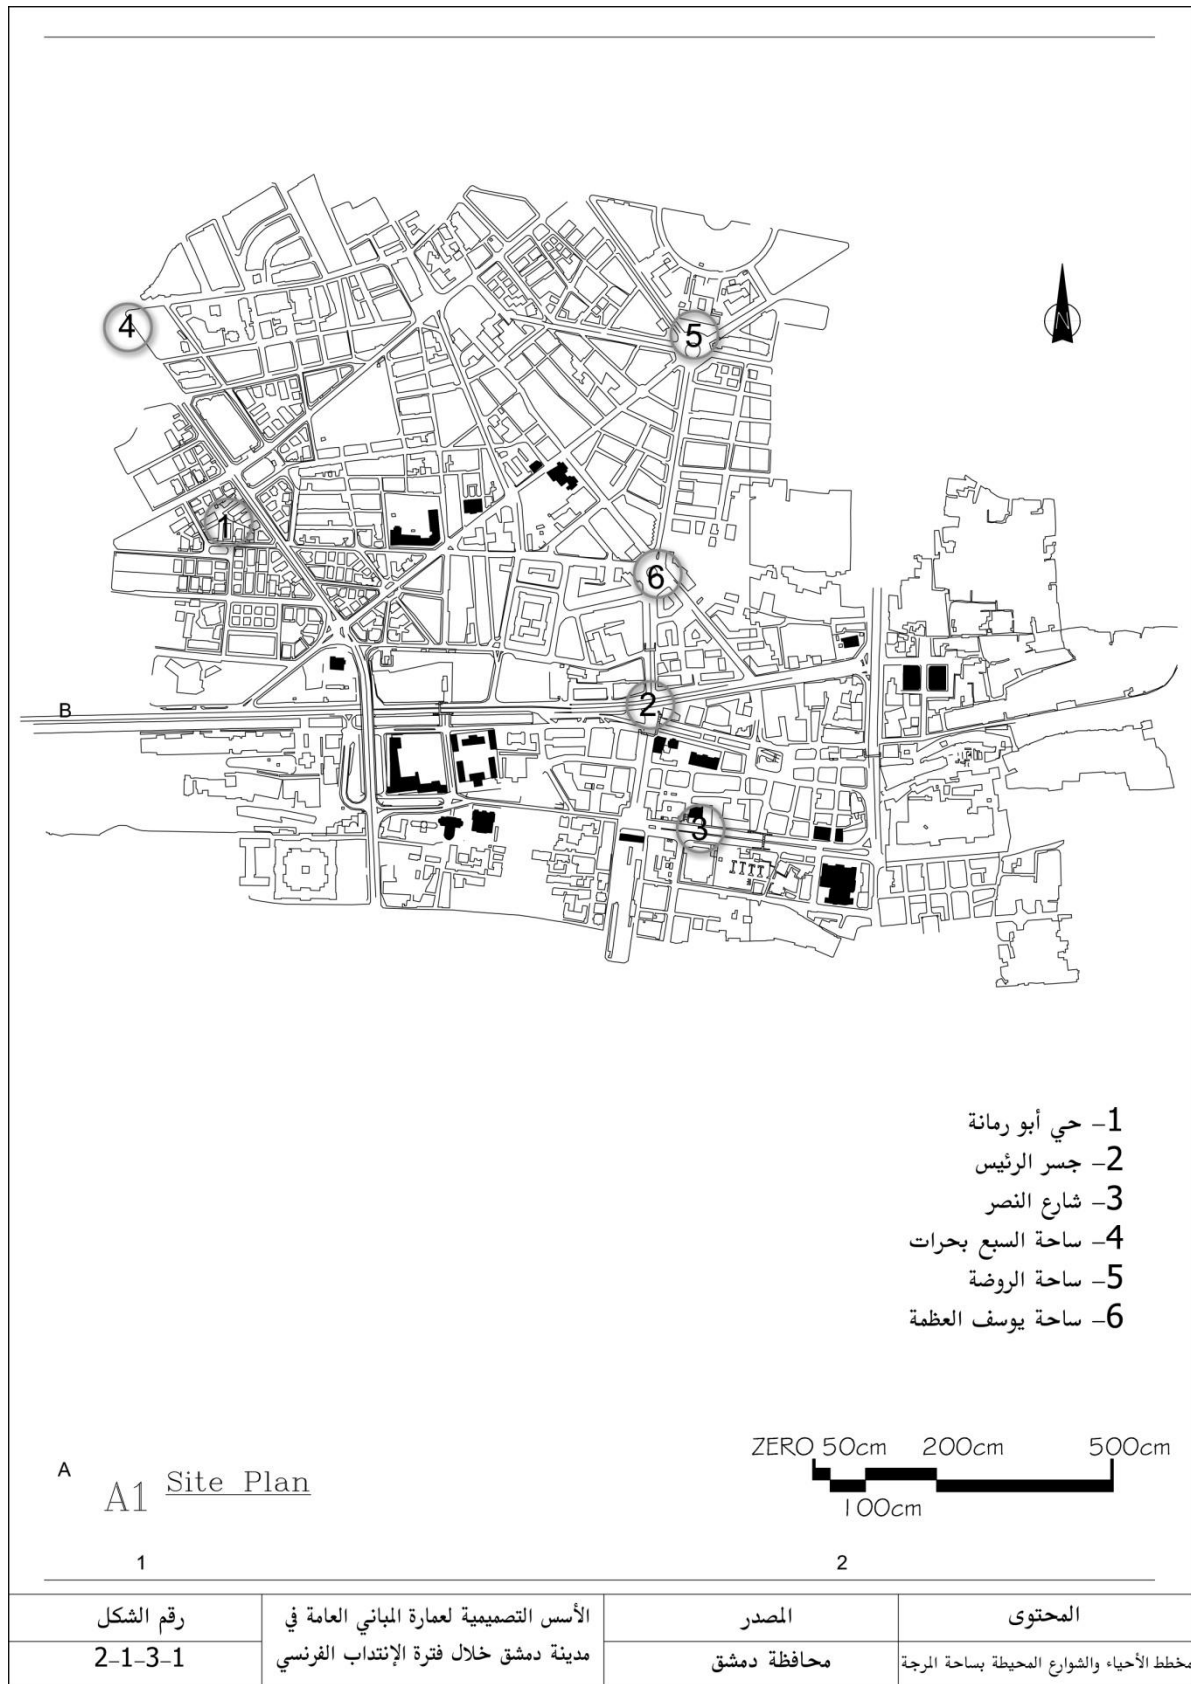 4
5
1
6
2
B
3
1– حي أبو رمانة
2– جسر الرئيس
3– شارع النصر
4– ساحة السبع بحرات
5– ساحة الروضة
6– ساحة يوسف العظمة
ZERO 50cm 200cm 500cm
100cm
A
A1 Site Plan
1 2
المحتوى
مخطط الأحياء والشوارع المحيطة بساحة المرجة
المصدر
محافظة دمشق
الأسس التصميمية لعمارة المباني العامة في
مدينة دمشق خلال فترة الإنتداب الفرنسي
رقم الشكل
2–1–3–1